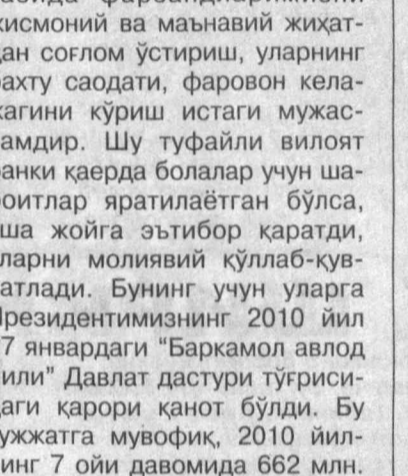 жисмоний ва маънавий жиҳат-
дан соғлом ўстириш, уларнинг
бахту саодати, фаровон кела-
жагини кўриш истаги мужас-
самдир. Шу туфайли вилоят
банки қаерда болалар учун ша-
роитлар яратилаётган бўлса,
ўша жойга эътибор қаратди,
уларни молиявий қўллаб-қув-
ватлади. Бунинг учун уларга
Президентимизнинг 2010 йил
7 январдаги “Баркамол авлод
йили” Давлат дастури тўғриси-
даги қарори қанот бўлди. Бу
ҳужжатга мувофиқ, 2010 йил-
нинг 7 ойи давомида 662 млн.